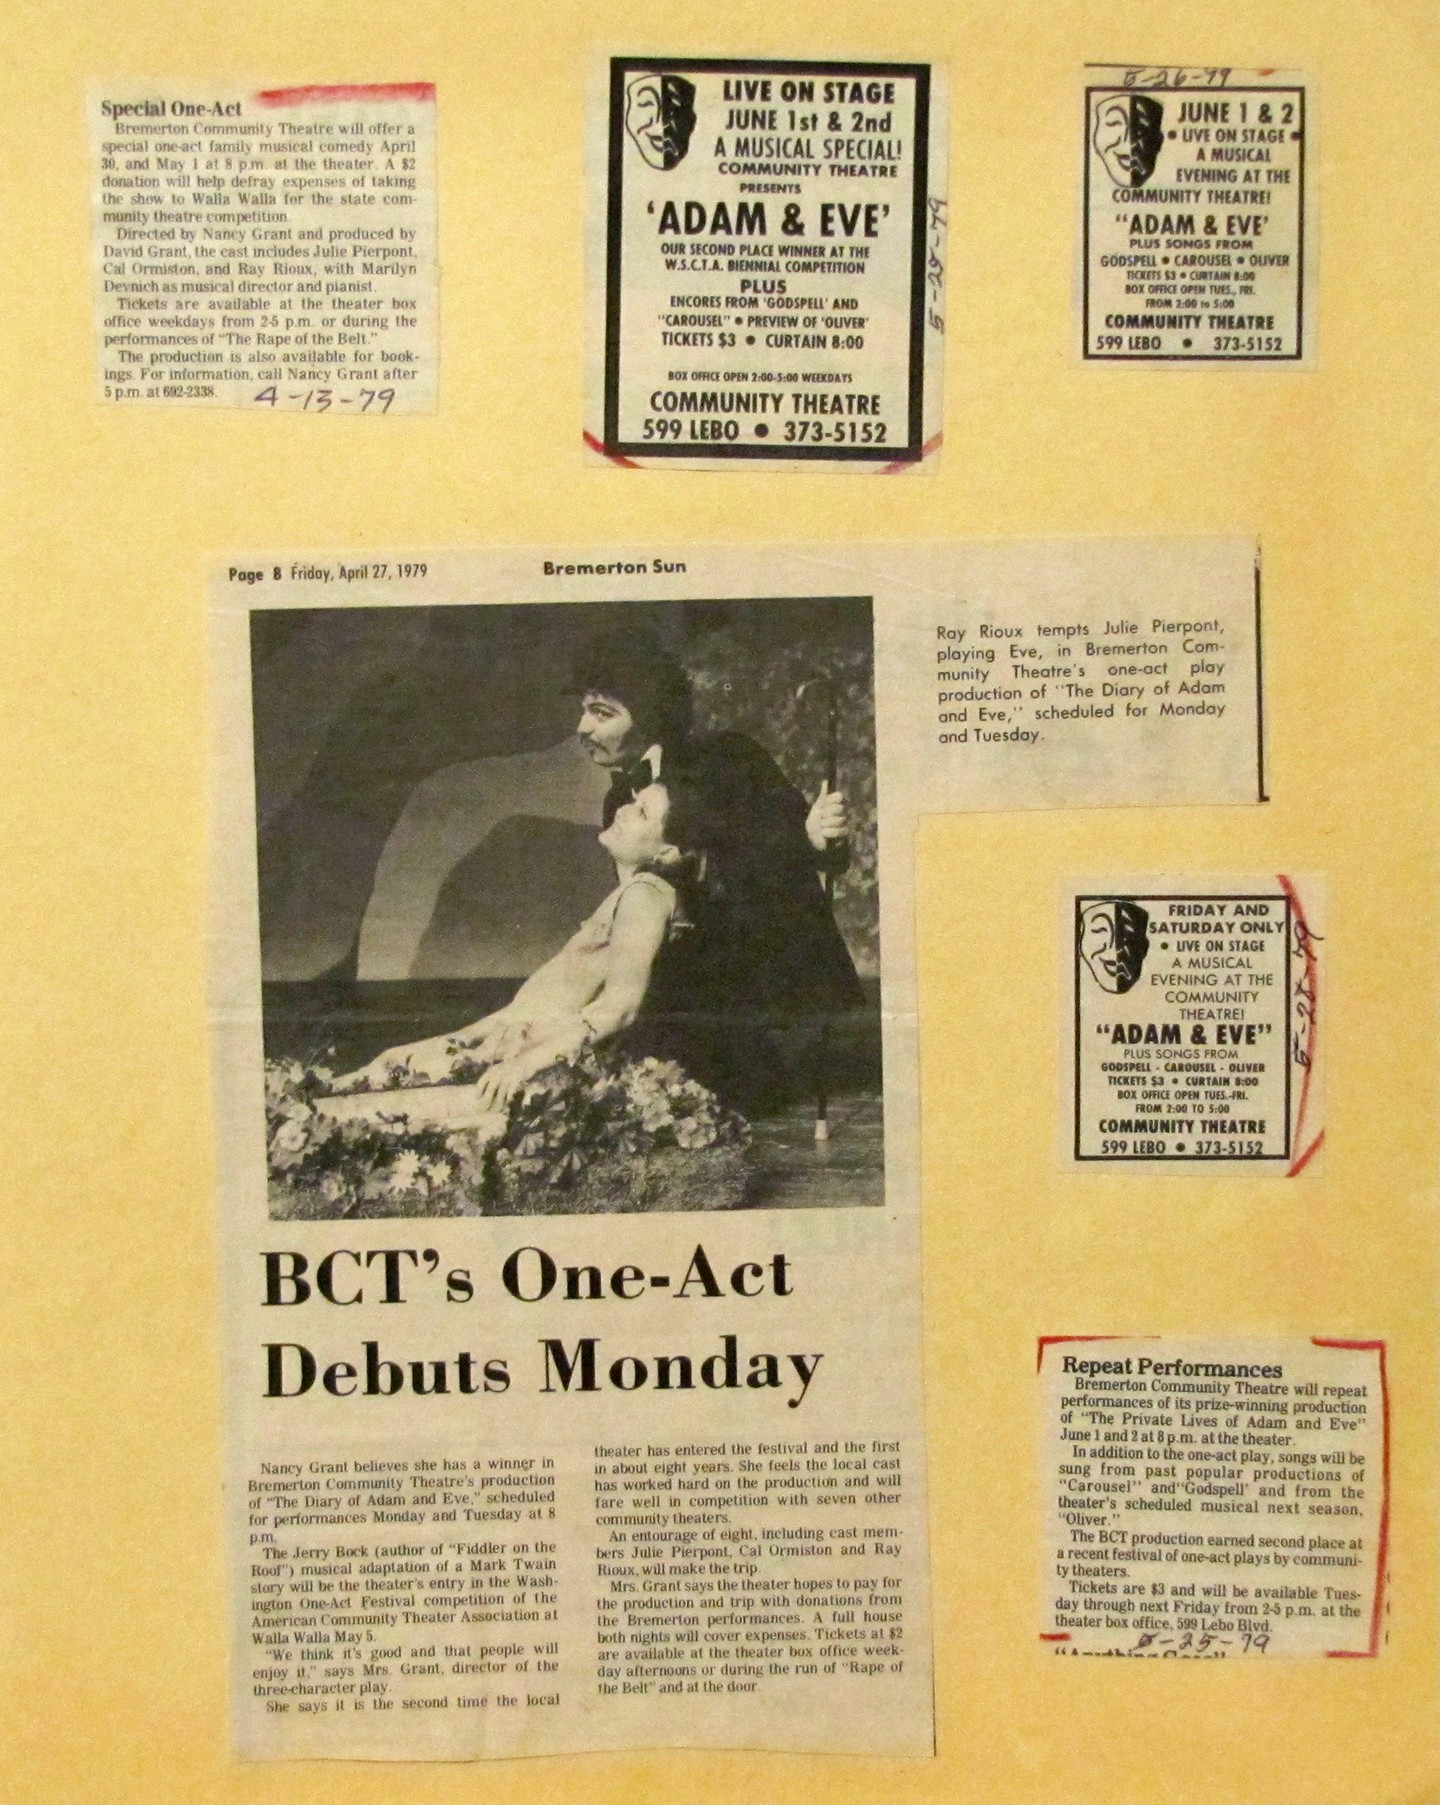 Special One-Act
Bremerton Community Theatre will offer a
special one-act family musical comedy April
30, and May 1 at 8 p.m. at the theater. A $2
donation will help defray expenses of taking
the show to Walla Walla for the state com-
munity theatre competition.
Directed by Nancy Grant and produced by
David Grant, the cast includes Julie Pierpont,
Cal Ormiston, and Ray Rioux, with Marilyn
Devnich as musical director and pianist.
Tickets are available at the theater box
office weekdays from 2-5 p.m. or during the
performances of "The Rape of the Belt."
The production is also available for book-
ings. For information, call Nancy Grant after
5 p.m. at 692-2338.
4-13-79
LIVE ON STAGE
JUNE 1st & 2nd
A MUSICAL SPECIAL!
COMMUNITY THEATRE
PRESENTS
'ADAM & EVE'
OUR SECOND PLACE WINNER AT THE
W.S.C.T.A. BIENNIAL COMPETITION
PLUS
ENCORES FROM 'GODSPELL' AND
"CAROUSEL" • PREVIEW OF 'OLIVER'
TICKETS $3 • CURTAIN 8:00
BOX OFFICE OPEN 2:00-5:00 WEEKDAYS
COMMUNITY THEATRE
599 LEBO • 373-5152
5-26-79
JUNE 1 & 2
• LIVE ON STAGE •
A MUSICAL
EVENING AT THE
COMMUNITY THEATRE!
"ADAM & EVE'
PLUS SONGS FROM
GODSPELL • CAROUSEL • OLIVER
TICKETS $3 • CURTAIN 8:00
BOX OFFICE OPEN TUES., FRI.
FROM 2:00 to 5:00
COMMUNITY THEATRE
599 LEBO • 373-5152
Page 8 Friday, April 27, 1979
Bremerton Sun
Ray Rioux tempts Julie Pierpont,
playing Eve, in Bremerton Com-
munity Theatre's one-act play
production of "The Diary of Adam
and Eve," scheduled for Monday
and Tuesday.
BCT's One-Act
Debuts Monday
Nancy Grant believes she has a winner in
Bremerton Community Theatre's production
of "The Diary of Adam and Eve," scheduled
for performances Monday and Tuesday at 8
p.m.
The Jerry Bock (author of "Fiddler on the
Roof") musical adaptation of a Mark Twain
story will be the theater's entry in the Wash-
ington One-Act Festival competition of the
American Community Theater Association at
Walla Walla May 5.
"We think it's good and that people will
enjoy it," says Mrs. Grant, director of the
three-character play.
She says it is the second time the local
theater has entered the festival and the first
in about eight years. She feels the local cast
has worked hard on the production and will
fare well in competition with seven other
community theaters.
An entourage of eight, including cast mem-
bers Julie Pierpont, Cal Ormiston and Ray
Rioux, will make the trip.
Mrs. Grant says the theater hopes to pay for
the production and trip with donations from
the Bremerton performances. A full house
both nights will cover expenses. Tickets at $2
are available at the theater box office week-
day afternoons or during the run of "Rape of
the Belt" and at the door.
FRIDAY AND
SATURDAY ONLY
• LIVE ON STAGE
A MUSICAL
EVENING AT THE
COMMUNITY
THEATRE!
"ADAM & EVE"
PLUS SONGS FROM
GODSPELL - CAROUSEL - OLIVER
TICKETS $3 • CURTAIN 8:00
BOX OFFICE OPEN TUES.-FRI.
FROM 2:00 TO 5:00
COMMUNITY THEATRE
599 LEBO • 373-5152
5-28-79
Repeat Performances
Bremerton Community Theatre will repeat
performances of its prize-winning production
of "The Private Lives of Adam and Eve"
June 1 and 2 at 8 p.m. at the theater.
In addition to the one-act play, songs will be
sung from past popular productions of
"Carousel" and "Godspell' and from the
theater's scheduled musical next season,
"Oliver."
The BCT production earned second place at
a recent festival of one-act plays by communi-
ty theaters.
Tickets are $3 and will be available Tues-
day through next Friday from 2-5 p.m. at the
theater box office, 599 Lebo Blvd.
5-25-79